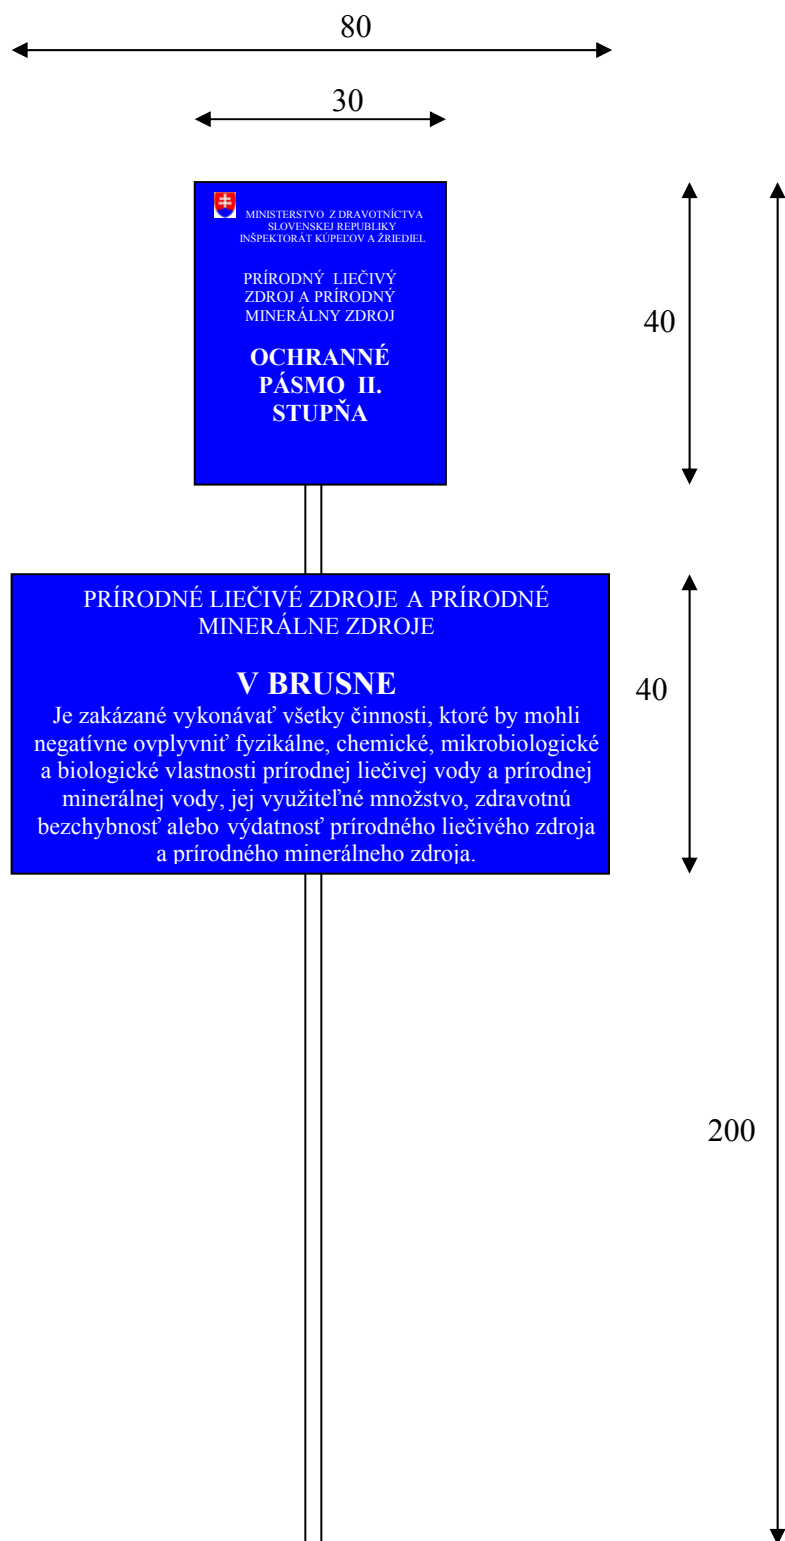 80
30
MINISTERSTVO Z DRAVOTNÍCTVA
SLOVENSKEJ REPUBLIKY
INŠPEKTORÁT KÚPEĽOV A ŽRIEDIEL
PRÍRODNÝ LIEČIVÝ
ZDROJ A PRÍRODNÝ
MINERÁLNY ZDROJ
40
OCHRANNÉ
PÁSMO II.
STUPŇA
PRÍRODNÉ LIEČIVÉ ZDROJE A PRÍRODNÉ
MINERÁLNE ZDROJE
V BRUSNE
40
Je zakázané vykonávať všetky činnosti, ktoré by mohli
negatívne ovplyvniť fyzikálne, chemické, mikrobiologické
a biologické vlastnosti prírodnej liečivej vody a prírodnej
minerálnej vody, jej využiteľné množstvo, zdravotnú
bezchybnosť alebo výdatnosť prírodného liečivého zdroja
a prírodného minerálneho zdroja.
200